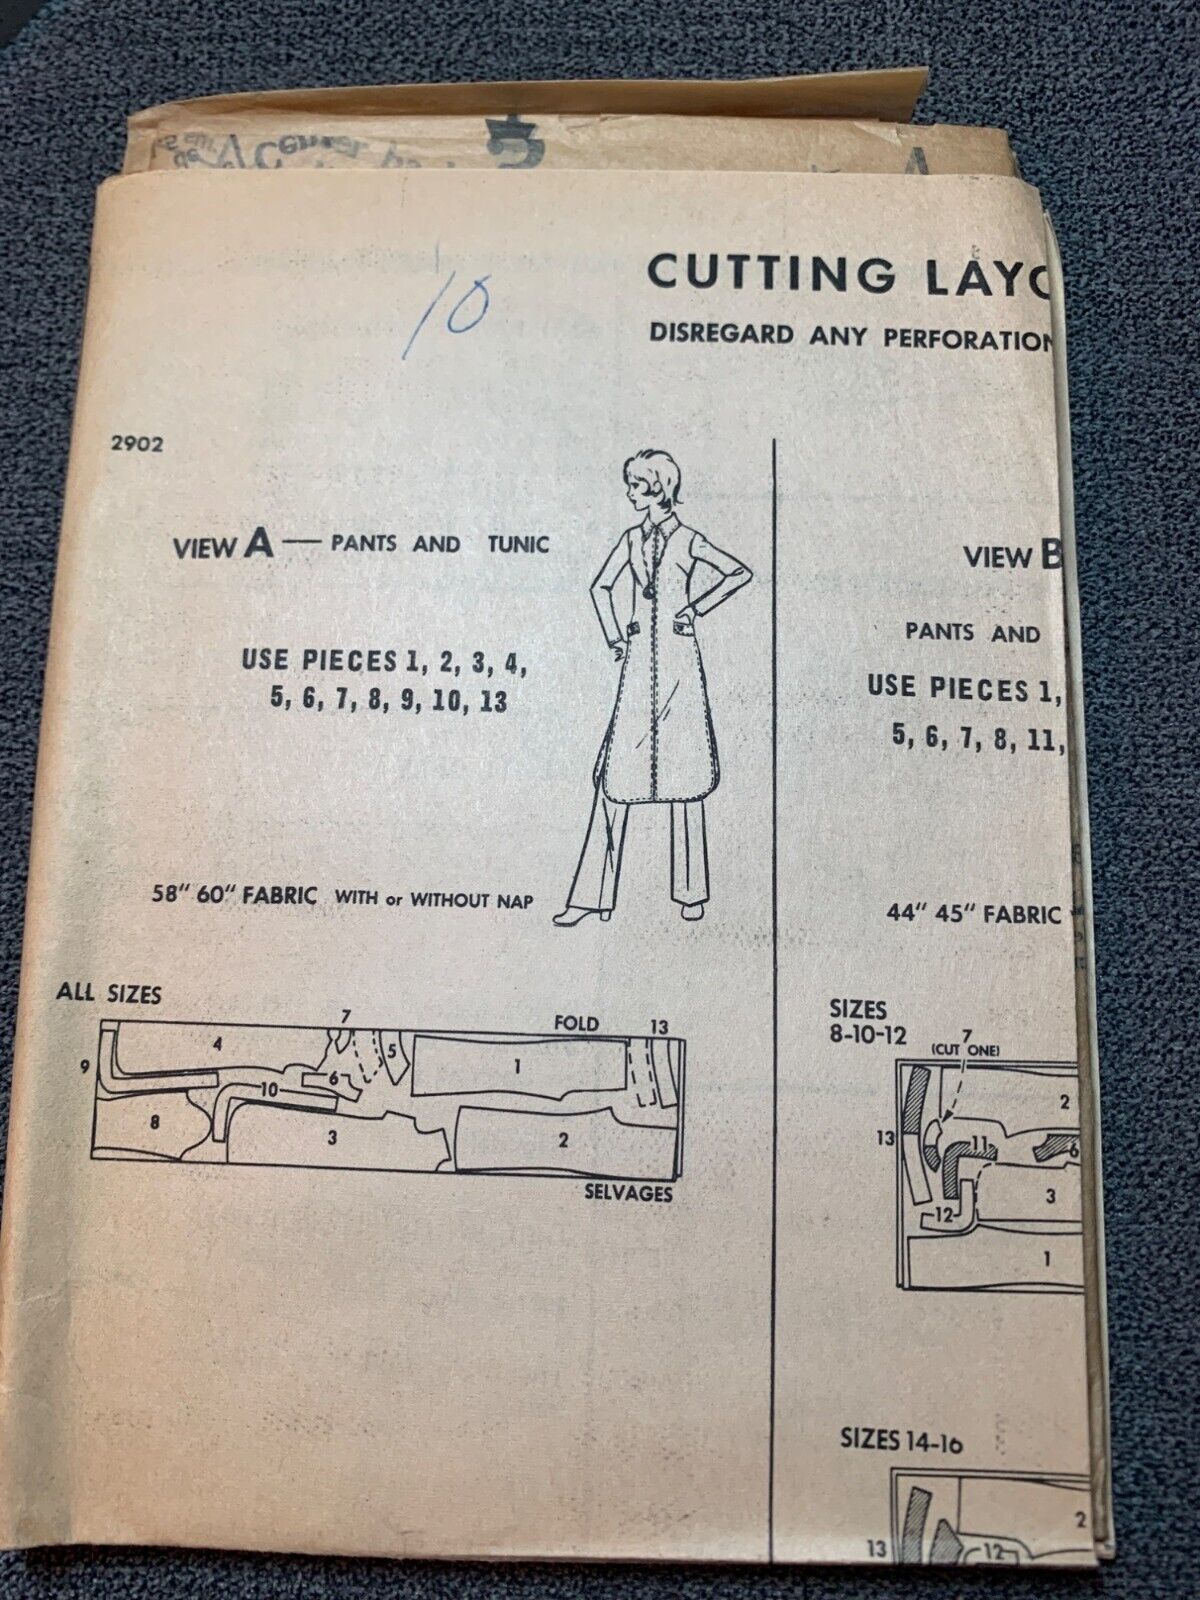 Center
10
CUTTING LAYO
DISREGARD ANY PERFORATION
2902
VIEW A — PANTS AND TUNIC
USE PIECES 1, 2, 3, 4,
5, 6, 7, 8, 9, 10, 13
58" 60" FABRIC WITH or WITHOUT NAP
ALL SIZES
7
FOLD
13
4
5
1
9
6
10
8
3
2
SELVAGES
VIEW B
PANTS AND
USE PIECES 1,
5, 6, 7, 8, 11,
44" 45" FABRIC
SIZES
8-10-12
7
(CUT ONE)
2
13
11
6
3
12
1
SIZES 14-16
2
13
12